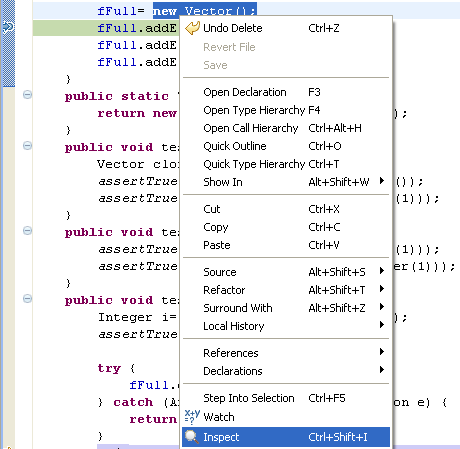 fFull= new Vector();
fFull.addE
fFull.addE
fFull.addE
}
public static
return new );
}
public void te
Vector clo ());
assertTrue (1)));
}
public void te
assertTrue (1)));
assertTrue er(1)));
}
public void te
Integer i= );
assertTrue
try {
fFull.
} catch (A on e) {
return
}
Undo Delete Ctrl+Z
Revert File
Save
Open Declaration F3
Open Type Hierarchy F4
Open Call Hierarchy Ctrl+Alt+H
Quick Outline Ctrl+O
Quick Type Hierarchy Ctrl+T
Show In Alt+Shift+W
Cut Ctrl+X
Copy Ctrl+C
Paste Ctrl+V
Source Alt+Shift+S
Refactor Alt+Shift+T
Surround With Alt+Shift+Z
Local History
References
Declarations
Step Into Selection Ctrl+F5
x+y=? Watch
Inspect Ctrl+Shift+I